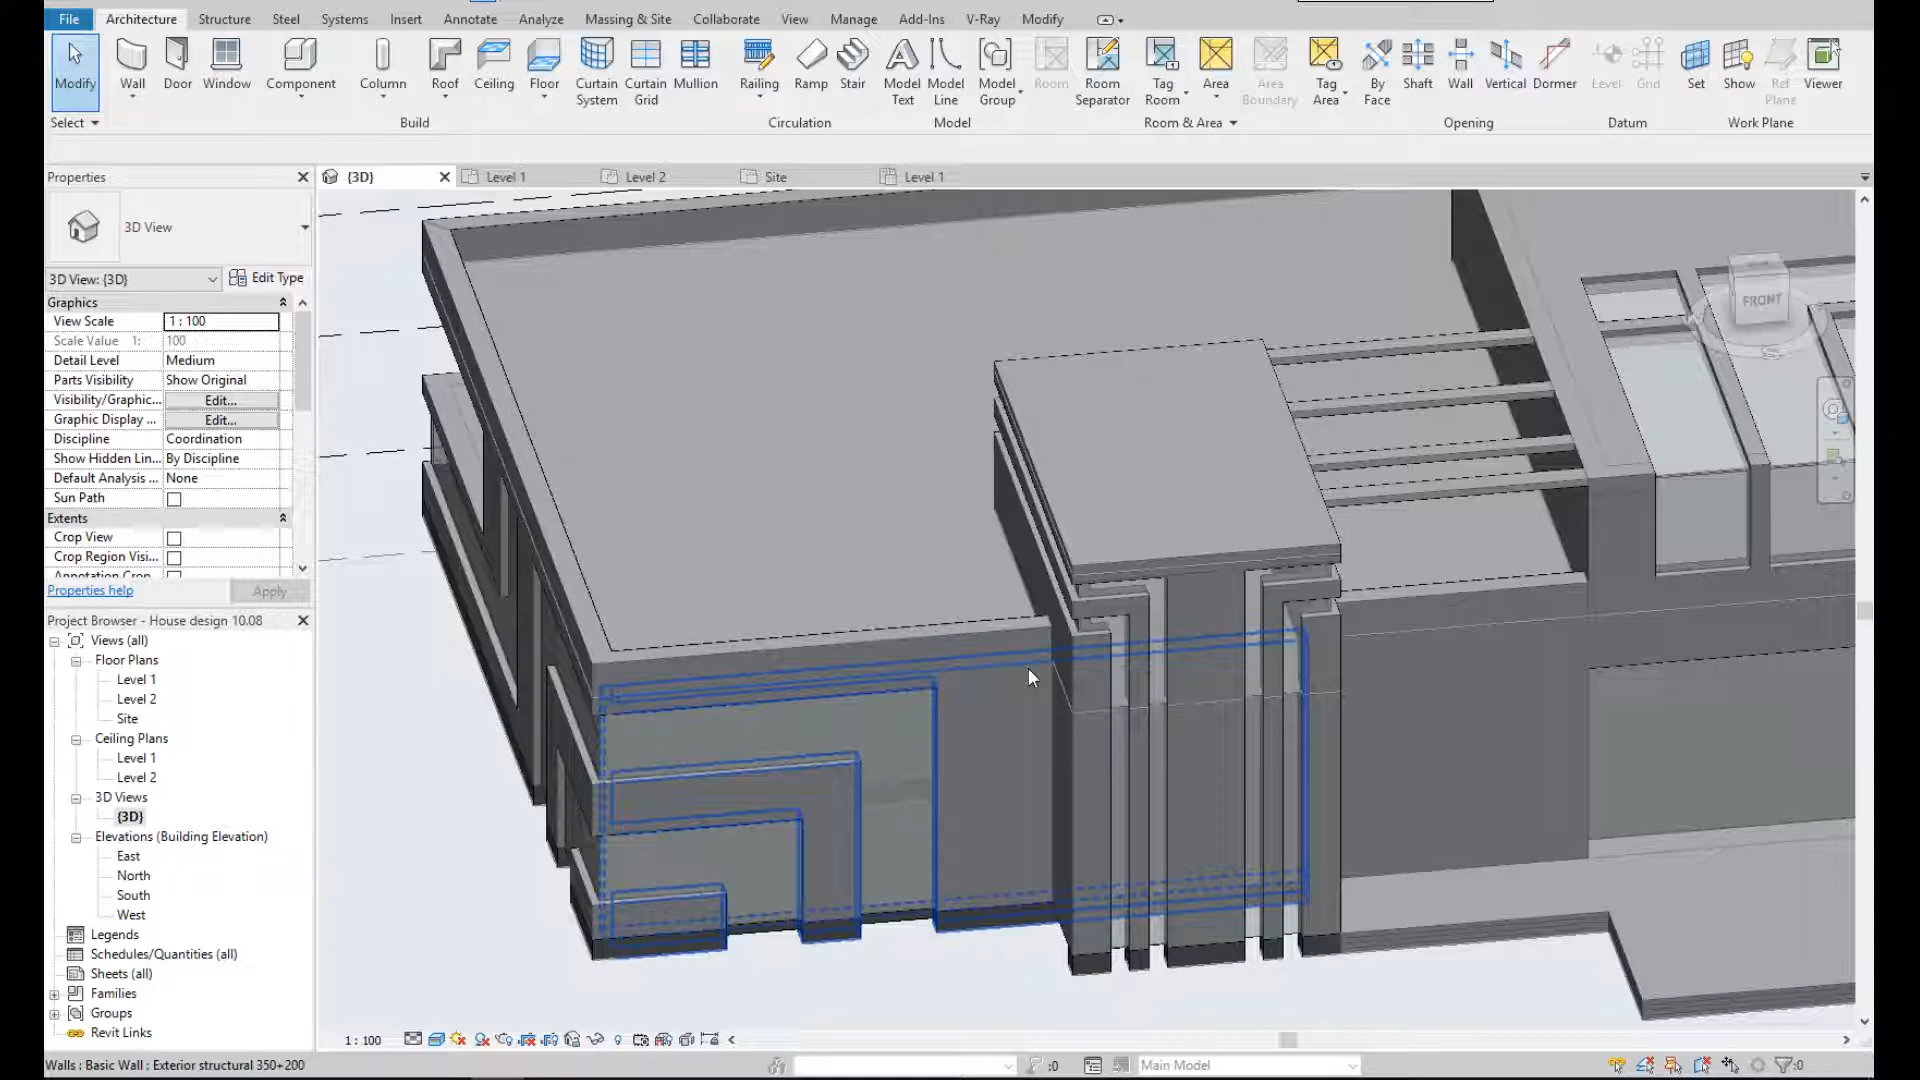 File Architecture Structure Steel Systems Insert Annotate Analyze Massing & Site Collaborate View Manage Add-Ins V-Ray Modify
Modify Wall Door Window Component Column Roof Ceiling Floor Curtain System Curtain Grid Mullion Railing Ramp Stair Model Text Model Line Model Group Room Room Separator Tag Room Area Area Boundary Tag Area By Face Shaft Wall Vertical Dormer Level Grid Set Show Ref Plane Viewer
Select Build Circulation Model Room & Area Opening Datum Work Plane
Properties
{3D} Level 1 Level 2 Site Level 1
3D View
3D View: {3D} Edit Type
Graphics
View Scale 1 : 100
Scale Value 1: 100
Detail Level Medium
Parts Visibility Show Original
Visibility/Graphic... Edit...
Graphic Display ... Edit...
Discipline Coordination
Show Hidden Lin... By Discipline
Default Analysis ... None
Sun Path
Extents
Crop View
Crop Region Visi...
Annotation Crop
Properties help Apply
Project Browser - House design 10.08
Views (all)
Floor Plans
Level 1
Level 2
Site
Ceiling Plans
Level 1
Level 2
3D Views
{3D}
Elevations (Building Elevation)
East
North
South
West
Legends
Schedules/Quantities (all)
Sheets (all)
Families
Groups
Revit Links
FRONT
1 : 100
Walls : Basic Wall : Exterior structural 350+200 :0 Main Model :0